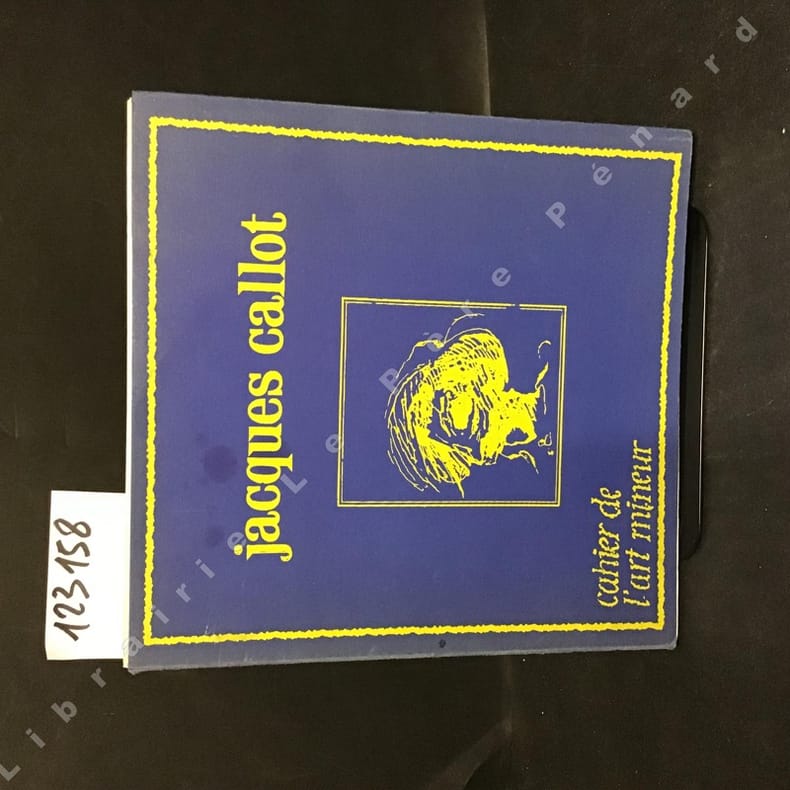 jacques callot
cahier de
l'art mineur
123158
Librairie Le Père Pénard